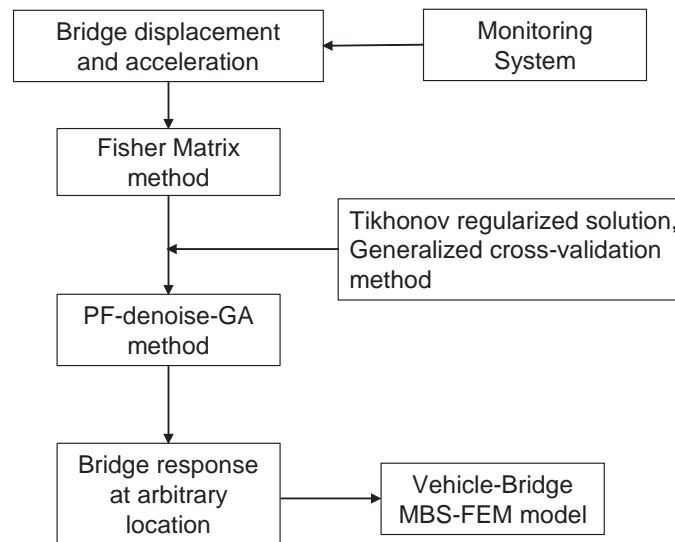 Bridge displacement
and acceleration
Monitoring
System
Fisher Matrix
method
Tikhonov regularized solution,
Generalized cross-validation
method
PF-denoise-GA
method
Bridge response
at arbitrary
location
Vehicle-Bridge
MBS-FEM model